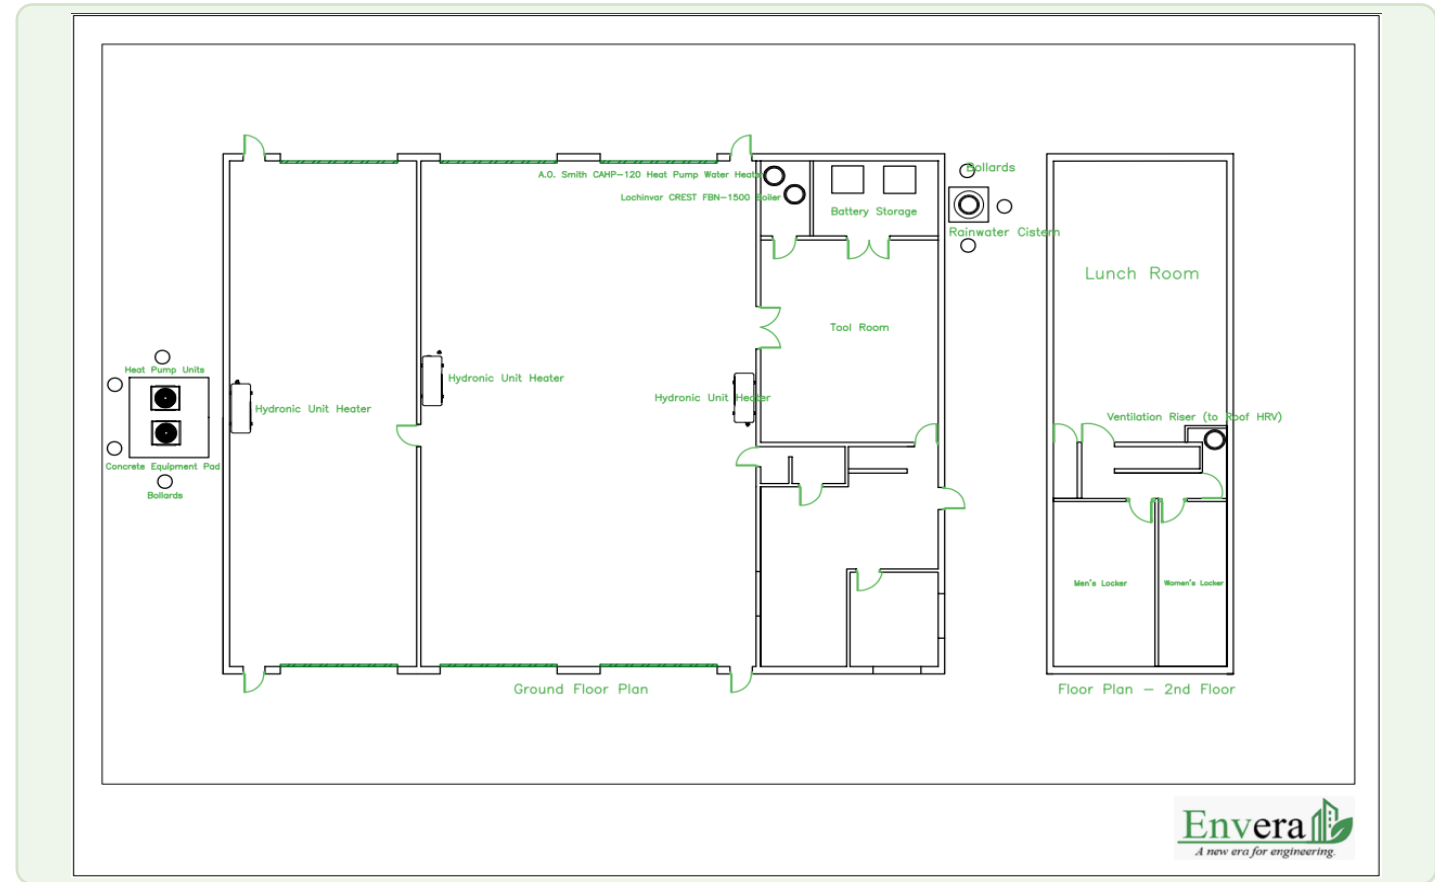 A.O. Smith CAHP-120 Heat Pump Water Heater
Lochinvar CREST FBN-1500 Boiler
Battery Storage
Bollards
Rainwater Cistern
Lunch Room
Tool Room
Heat Pump Units
Hydronic Unit Heater
Hydronic Unit Heater
Hydronic Unit Heater
Ventilation Riser (to Roof HRV)
Concrete Equipment Pad
Bollards
Men's Locker
Women's Locker
Ground Floor Plan
Floor Plan - 2nd Floor
Envera
A new era for engineering.